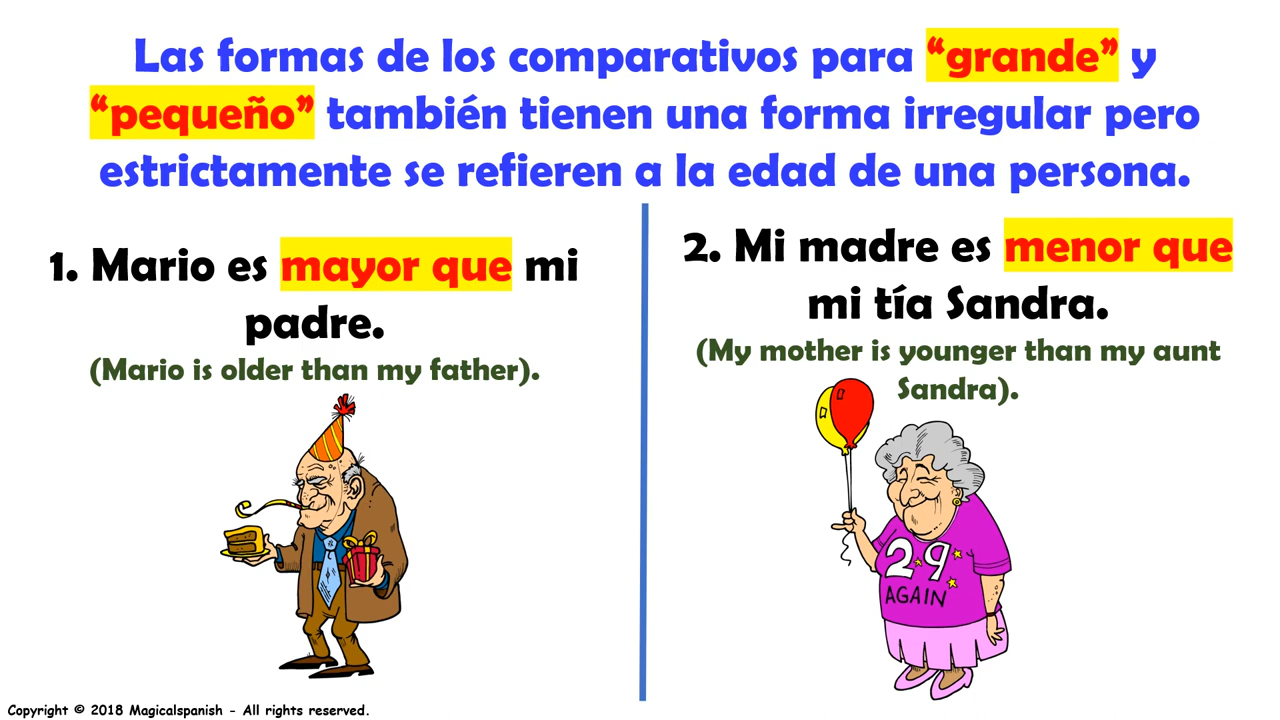 Las formas de los comparativos para “grande” y
“pequeño” también tienen una forma irregular pero
estrictamente se refieren a la edad de una persona.
1. Mario es mayor que mi
padre.
(Mario is older than my father).
2. Mi madre es menor que
mi tía Sandra.
(My mother is younger than my aunt
Sandra).
29
AGAIN
Copyright © 2018 Magicalspanish - All rights reserved.